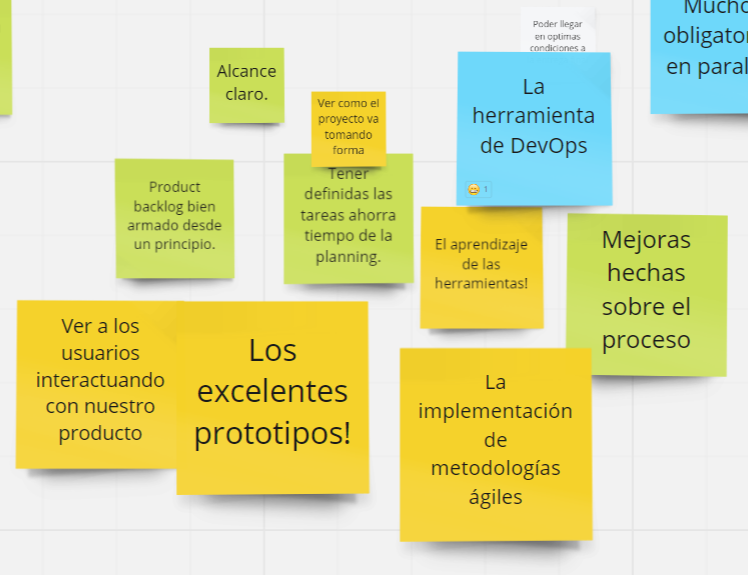 Poder llegar
en optimas
condiciones a
Mucho
obligator
en paral
Alcance
claro.
La
herramienta
de DevOps
1
Ver como el
proyecto va
tomando
forma
Product
backlog bien
armado desde
un principio.
Tener
definidas las
tareas ahorra
tiempo de la
planning.
El aprendizaje
de las
herramientas!
Mejoras
hechas
sobre el
proceso
Ver a los
usuarios
interactuando
con nuestro
producto
Los
excelentes
prototipos!
La
implementación
de
metodologías
ágiles